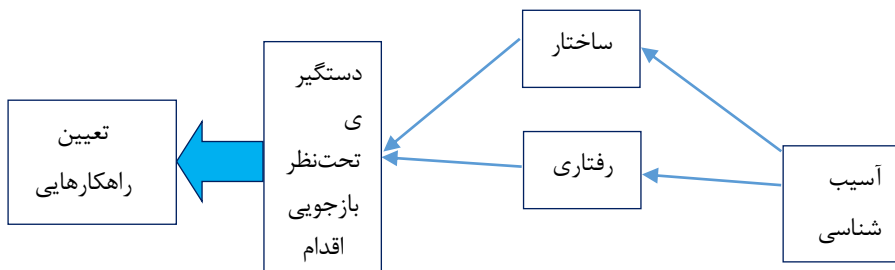 آسیب
شناسی
ساختار
رفتاری
دستگیر
ی
تحت‌نظر
بازجویی
اقدام
تعیین
راهکارهایی